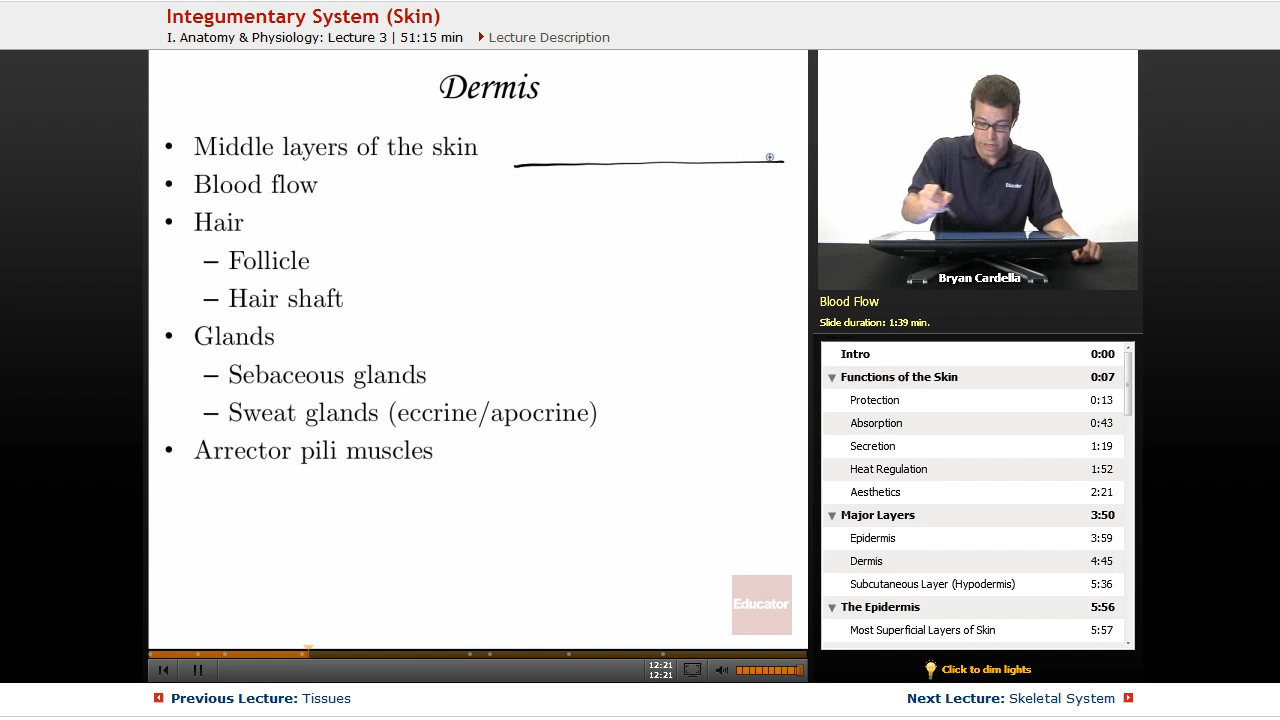 Integumentary System (Skin)
I. Anatomy & Physiology: Lecture 3 | 51:15 min
Lecture Description
Dermis
• Middle layers of the skin
• Blood flow
• Hair
– Follicle
– Hair shaft
• Glands
– Sebaceous glands
– Sweat glands (eccrine/apocrine)
• Arrector pili muscles
Educator
12:21
12:21
Educator
Bryan Cardella
Blood Flow
Slide duration: 1:39 min.
Intro 0:00
Functions of the Skin 0:07
Protection 0:13
Absorption 0:43
Secretion 1:19
Heat Regulation 1:52
Aesthetics 2:21
Major Layers 3:50
Epidermis 3:59
Dermis 4:45
Subcutaneous Layer (Hypodermis) 5:36
The Epidermis 5:56
Most Superficial Layers of Skin 5:57
Click to dim lights
Previous Lecture: Tissues
Next Lecture: Skeletal System